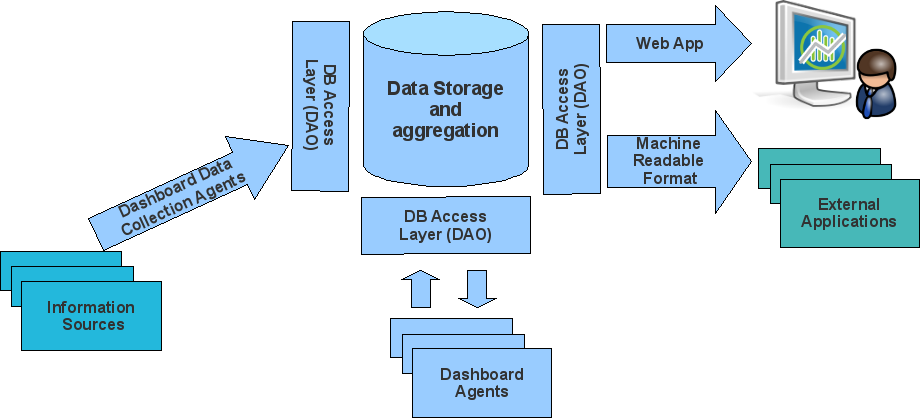 Information
Sources
Dashboard Data
Collection Agents
DB Access
Layer (DAO)
Data Storage
and
aggregation
DB Access
Layer (DAO)
DB Access
Layer (DAO)
Dashboard
Agents
Web App
Machine
Readable
Format
External
Applications